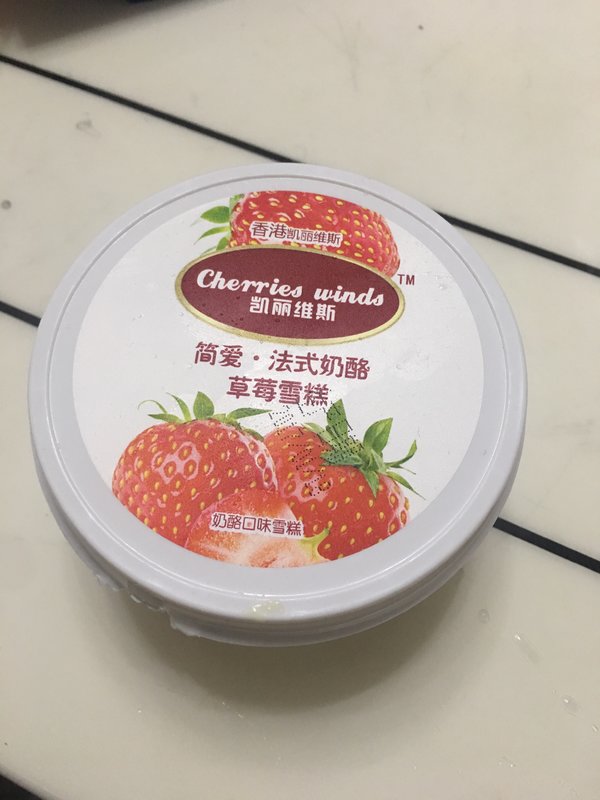 香港凯丽维斯
Cherries winds
TM
凯丽维斯
简爱·法式奶酪
草莓雪糕
奶酪口味雪糕